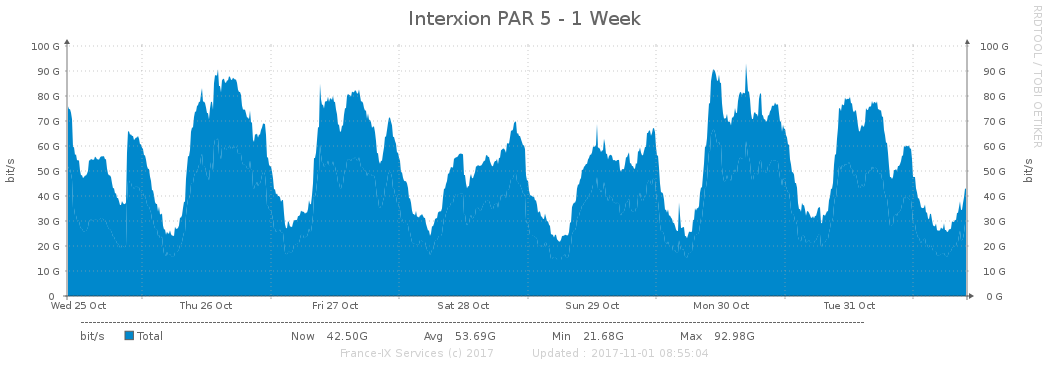 Interxion PAR 5 - 1 Week
RRDTOOL / TOBI OETIKER
bit/s
bit/s
100 G 100 G
90 G 90 G
80 G 80 G
70 G 70 G
60 G 60 G
50 G 50 G
40 G 40 G
30 G 30 G
20 G 20 G
10 G 10 G
0 0 G
Wed 25 Oct Thu 26 Oct Fri 27 Oct Sat 28 Oct Sun 29 Oct Mon 30 Oct Tue 31 Oct
bit/s Total Now 42.50G Avg 53.69G Min 21.68G Max 92.98G
France-IX Services (c) 2017 Updated : 2017-11-01 08:55:04